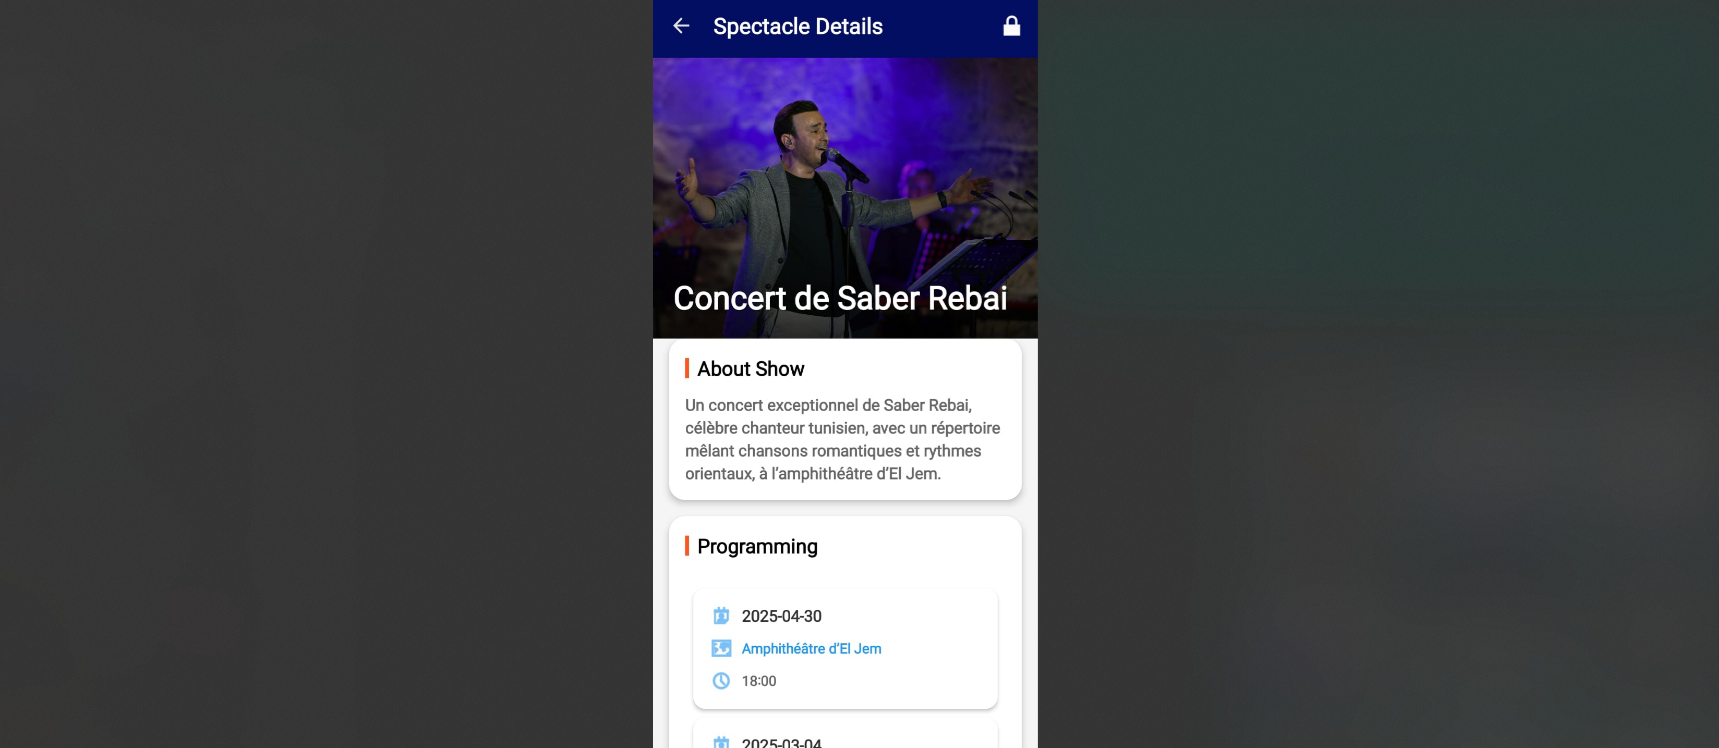 Spectacle Details
Concert de Saber Rebai
About Show
Un concert exceptionnel de Saber Rebai,
célèbre chanteur tunisien, avec un répertoire
mêlant chansons romantiques et rythmes
orientaux, à l’amphithéâtre d’El Jem.
Programming
2025-04-30
Amphithéâtre d’El Jem
18:00
2025-03-04